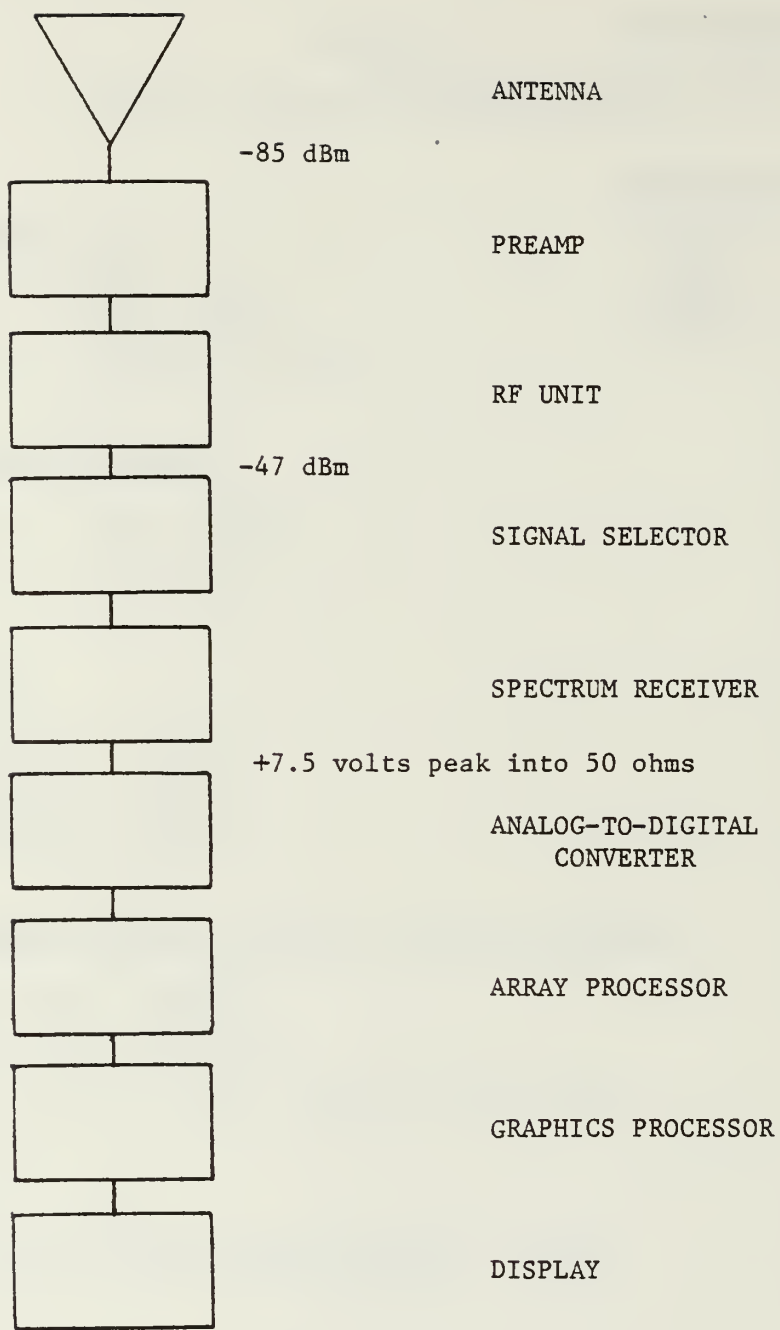 ANTENNA
-85 dBm
PREAMP
RF UNIT
-47 dBm
SIGNAL SELECTOR
SPECTRUM RECEIVER
+7.5 volts peak into 50 ohms
ANALOG-TO-DIGITAL
CONVERTER
ARRAY PROCESSOR
GRAPHICS PROCESSOR
DISPLAY